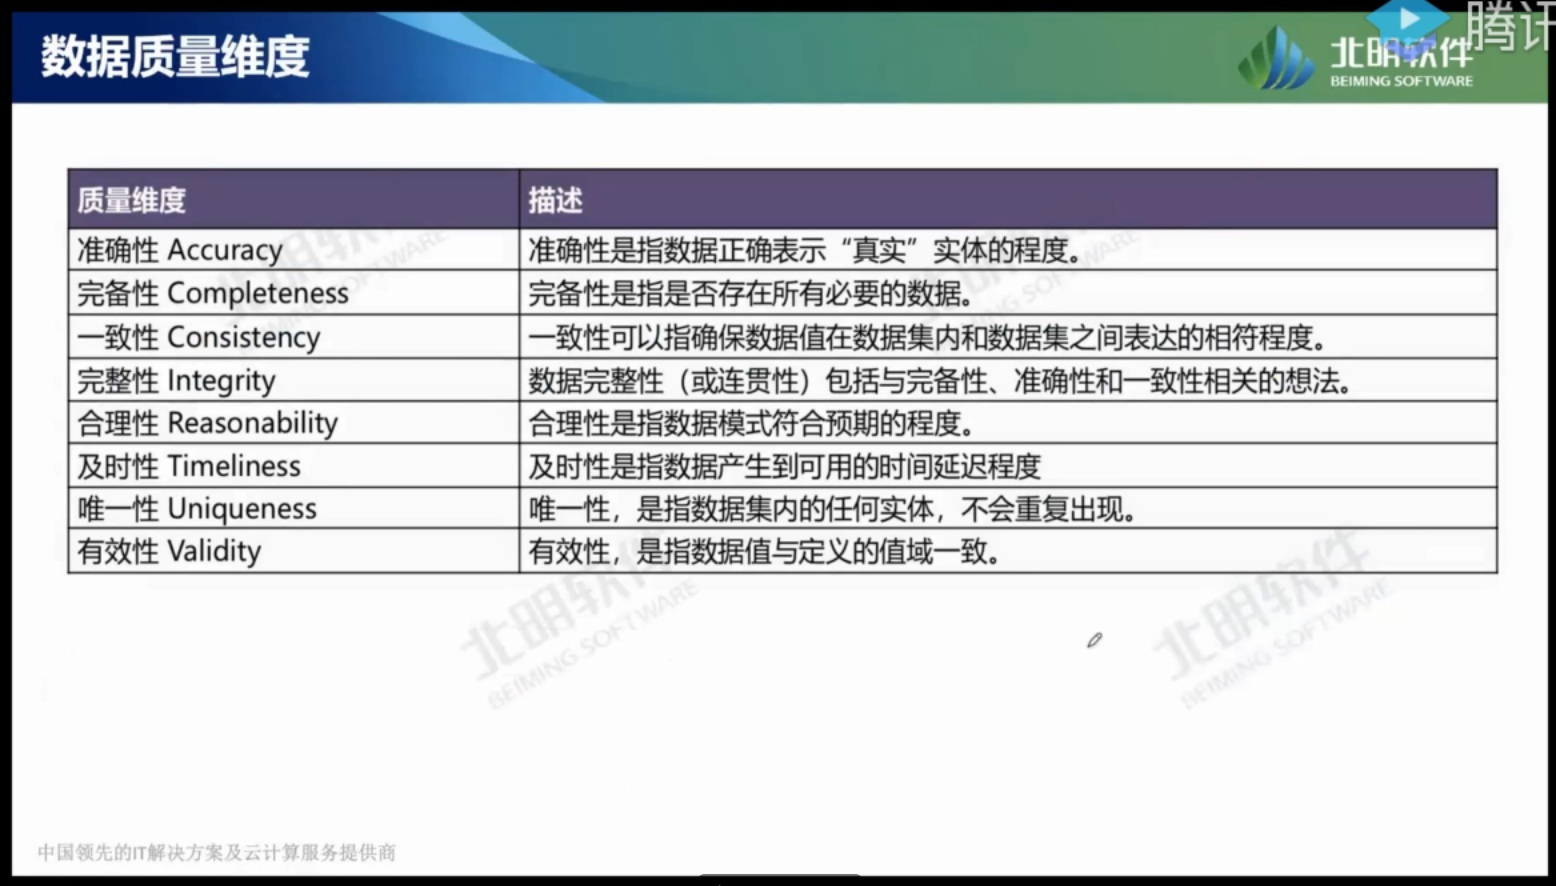 数据质量维度
北明软件
BEIMING SOFTWARE
腾讯
质量维度 描述
准确性 Accuracy 准确性是指数据正确表示“真实”实体的程度。
完备性 Completeness 完备性是指是否存在所有必要的数据。
一致性 Consistency 一致性可以指确保数据值在数据集内和数据集之间表达的相符程度。
完整性 Integrity 数据完整性（或连贯性）包括与完备性、准确性和一致性相关的想法。
合理性 Reasonability 合理性是指数据模式符合预期的程度。
及时性 Timeliness 及时性是指数据产生到可用的时间延迟程度
唯一性 Uniqueness 唯一性，是指数据集内的任何实体，不会重复出现。
有效性 Validity 有效性，是指数据值与定义的值域一致。
北明软件
BEIMING SOFTWARE
北明软件
BEIMING SOFTWARE
中国领先的IT解决方案及云计算服务提供商